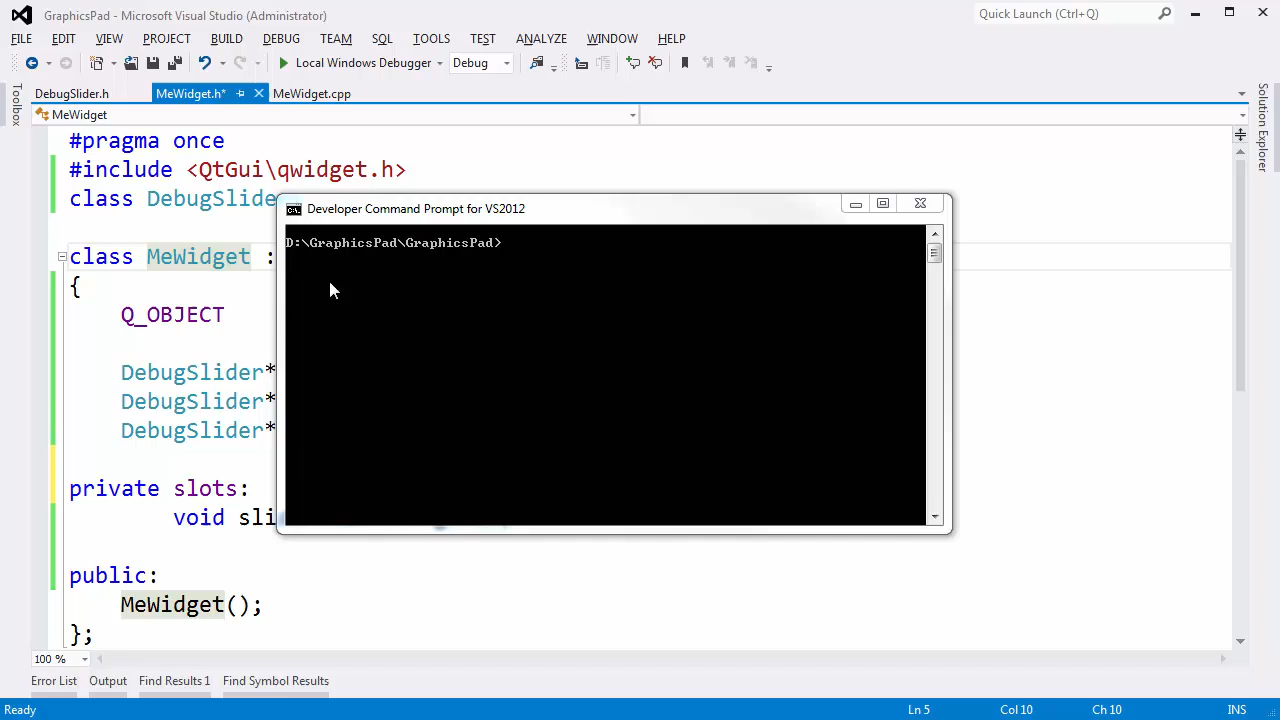 GraphicsPad - Microsoft Visual Studio (Administrator)
Quick Launch (Ctrl+Q)
FILE EDIT VIEW PROJECT BUILD DEBUG TEAM SQL TOOLS TEST ANALYZE WINDOW HELP
Local Windows Debugger Debug
DebugSlider.h MeWidget.h* MeWidget.cpp
Toolbox
Solution Explorer
MeWidget
#pragma once
#include <QtGui\qwidget.h>
class DebugSlide
Developer Command Prompt for VS2012
D:\GraphicsPad\GraphicsPad>
class MeWidget :
{
Q_OBJECT
DebugSlider*
DebugSlider*
DebugSlider*
private slots:
void sli
public:
MeWidget();
};
100 %
Error List Output Find Results 1 Find Symbol Results
Ready Ln 5 Col 10 Ch 10 INS